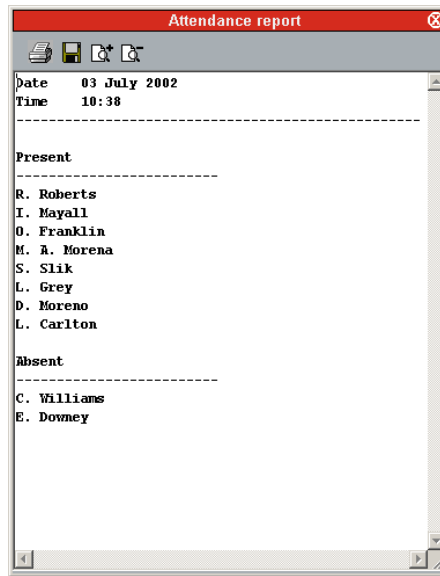 Attendance report
Date 03 July 2002
Time 10:38
--------------------------------------------------
Present
-------------------------
R. Roberts
I. Mayall
O. Franklin
M. A. Morena
S. Slik
L. Grey
D. Moreno
L. Carlton
Absent
-------------------------
C. Williams
E. Downey